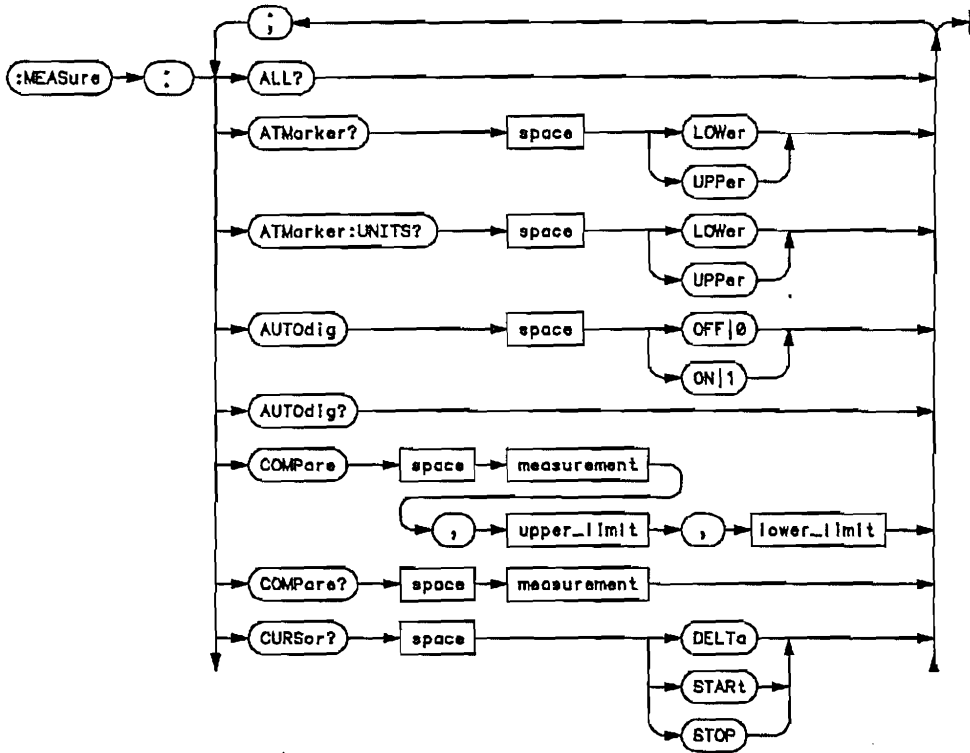 ;
:MEASure : ALL?
ATMarker? space LOWer
UPPer
ATMarker:UNITS? space LOWer
UPPer
AUTOdig space OFF|0
ON|1
AUTOdig?
COMPare space measurement
, upper_limit , lower_limit
COMPare? space measurement
CURSor? space DELTa
STARt
STOP